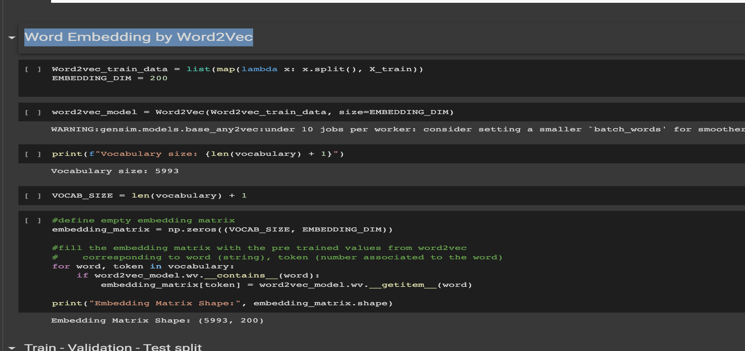 Word Embedding by Word2Vec
[ ] Word2vec_train_data = list(map(lambda x: x.split(), X_train))
EMBEDDING_DIM = 200
[ ] word2vec_model = Word2Vec(Word2vec_train_data, size=EMBEDDING_DIM)
WARNING:gensim.models.base_any2vec:under 10 jobs per worker: consider setting a smaller `batch_words' for smoother
[ ] print(f"Vocabulary size: {len(vocabulary) + 1}")
Vocabulary size: 5993
[ ] VOCAB_SIZE = len(vocabulary) + 1
[ ] #define empty embedding matrix
embedding_matrix = np.zeros((VOCAB_SIZE, EMBEDDING_DIM))
#fill the embedding matrix with the pre trained values from word2vec
#    corresponding to word (string), token (number associated to the word)
for word, token in vocabulary:
    if word2vec_model.wv.__contains__(word):
        embedding_matrix[token] = word2vec_model.wv.__getitem__(word)
print("Embedding Matrix Shape:", embedding_matrix.shape)
Embedding Matrix Shape: (5993, 200)
Train - Validation - Test split